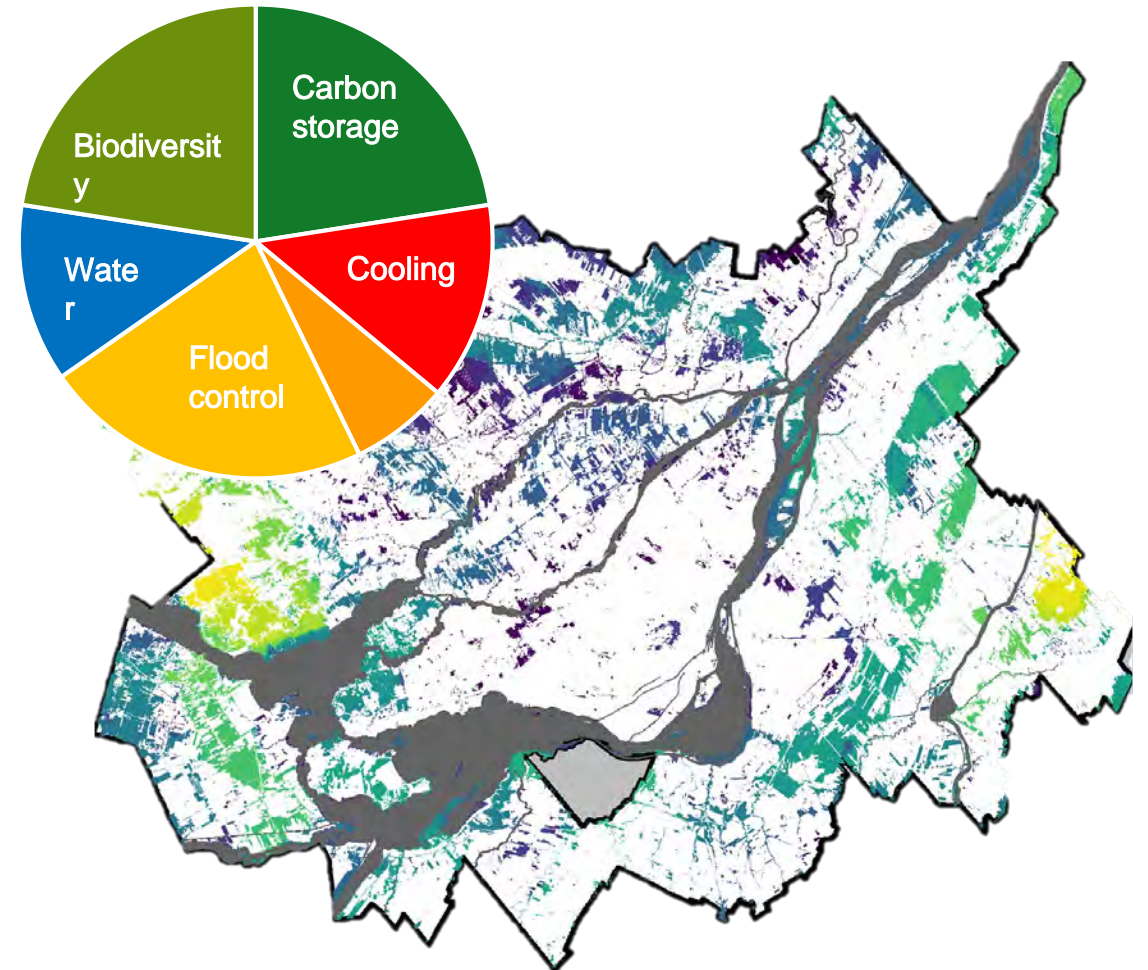 Carbon
storage
Biodiversit
y
Cooling
Wate
r
Flood
control